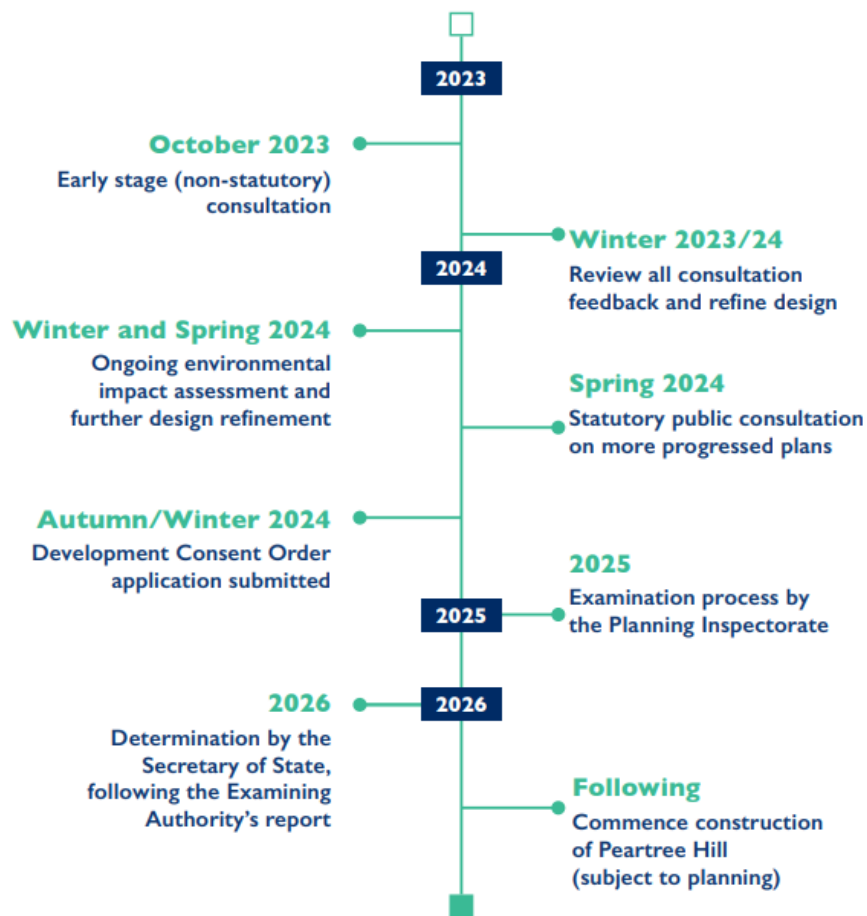 2023
October 2023
Early stage (non-statutory)
consultation
Winter 2023/24
Review all consultation
feedback and refine design
2024
Winter and Spring 2024
Ongoing environmental
impact assessment and
further design refinement
Spring 2024
Statutory public consultation
on more progressed plans
Autumn/Winter 2024
Development Consent Order
application submitted
2025
2025
Examination process by
the Planning Inspectorate
2026
2026
Determination by the
Secretary of State,
following the Examining
Authority’s report
Following
Commence construction
of Peartree Hill
(subject to planning)